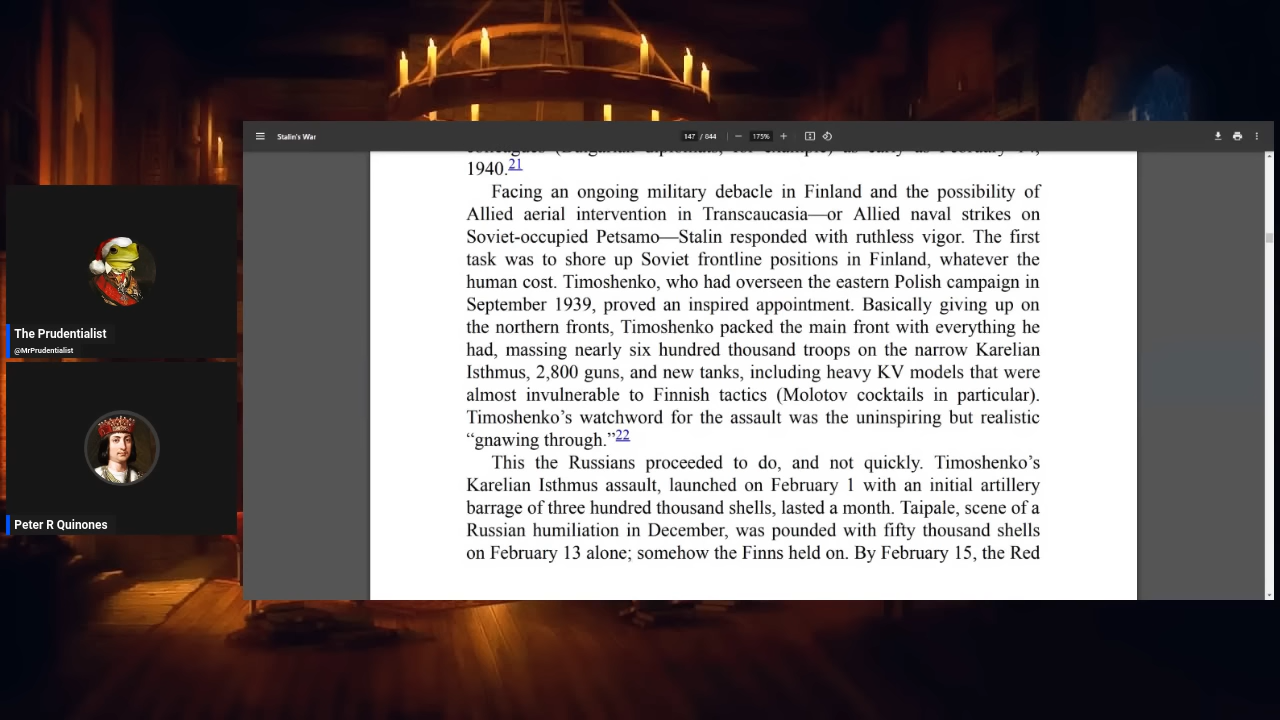 Stalin's War
147 / 844
175%
1940.21
Facing an ongoing military debacle in Finland and the possibility of
Allied aerial intervention in Transcaucasia—or Allied naval strikes on
Soviet-occupied Petsamo—Stalin responded with ruthless vigor. The first
task was to shore up Soviet frontline positions in Finland, whatever the
human cost. Timoshenko, who had overseen the eastern Polish campaign in
September 1939, proved an inspired appointment. Basically giving up on
the northern fronts, Timoshenko packed the main front with everything he
had, massing nearly six hundred thousand troops on the narrow Karelian
Isthmus, 2,800 guns, and new tanks, including heavy KV models that were
almost invulnerable to Finnish tactics (Molotov cocktails in particular).
Timoshenko's watchword for the assault was the uninspiring but realistic
“gnawing through.”22
This the Russians proceeded to do, and not quickly. Timoshenko's
Karelian Isthmus assault, launched on February 1 with an initial artillery
barrage of three hundred thousand shells, lasted a month. Taipale, scene of a
Russian humiliation in December, was pounded with fifty thousand shells
on February 13 alone; somehow the Finns held on. By February 15, the Red
The Prudentialist
@MrPrudentialist
Peter R Quinones